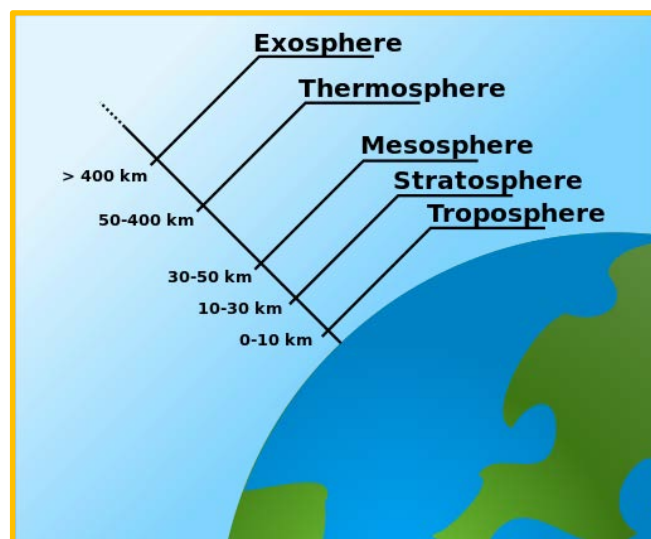 Exosphere
Thermosphere
Mesosphere
Stratosphere
Troposphere
> 400 km
50-400 km
30-50 km
10-30 km
0-10 km